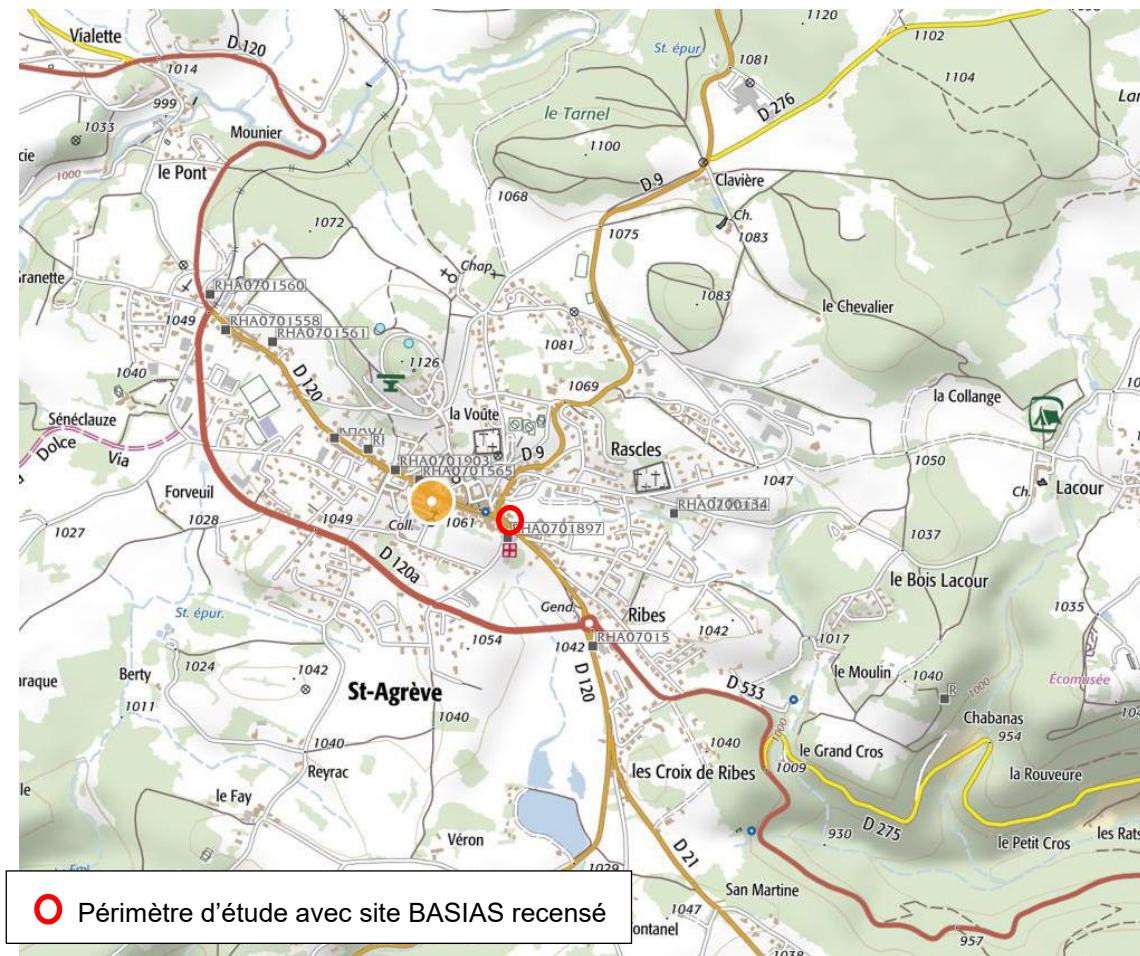 Vialette
D 120
1014
999
1033
Mounier
1000
le Pont
1120
St. épur.
1081
1102
1104
D 276
le Tarnel
1100
1068
D 9
Clavière
Ch.
1083
1072
1075
Chap.
Granette
RHA0701560
1049
RHA0701558
RHA0701561
1083
le Chevalier
1081
1126
1040
D 120
1069
la Collange
Sénéclauze
la Voûte
Dolce
Via
D 9
Rascles
RHA0701903
RHA0701565
1050
1047
Ch.
Lacour
Forveuil
1028
1049
Coll.
1061
RHA0701897
1037
D 120a
le Bois Lacour
1035
St. épur.
Gend.
Ribes
1042
1054
1042
RHA07015
1017
1024
1042
le Moulin
1040
R
1000
Écomusée
Berty
1011
St-Agrève
D 120
D 533
Chabanas
954
1040
1040
1000
le Grand Cros
1009
Reyrac
les Croix de Ribes
la Rouveure
le Fay
D 275
930
le Petit Cros
les Rats
Véron
D 21
1029
San Martine
1047
957
1038
Périmètre d'étude avec site BASIAS recensé